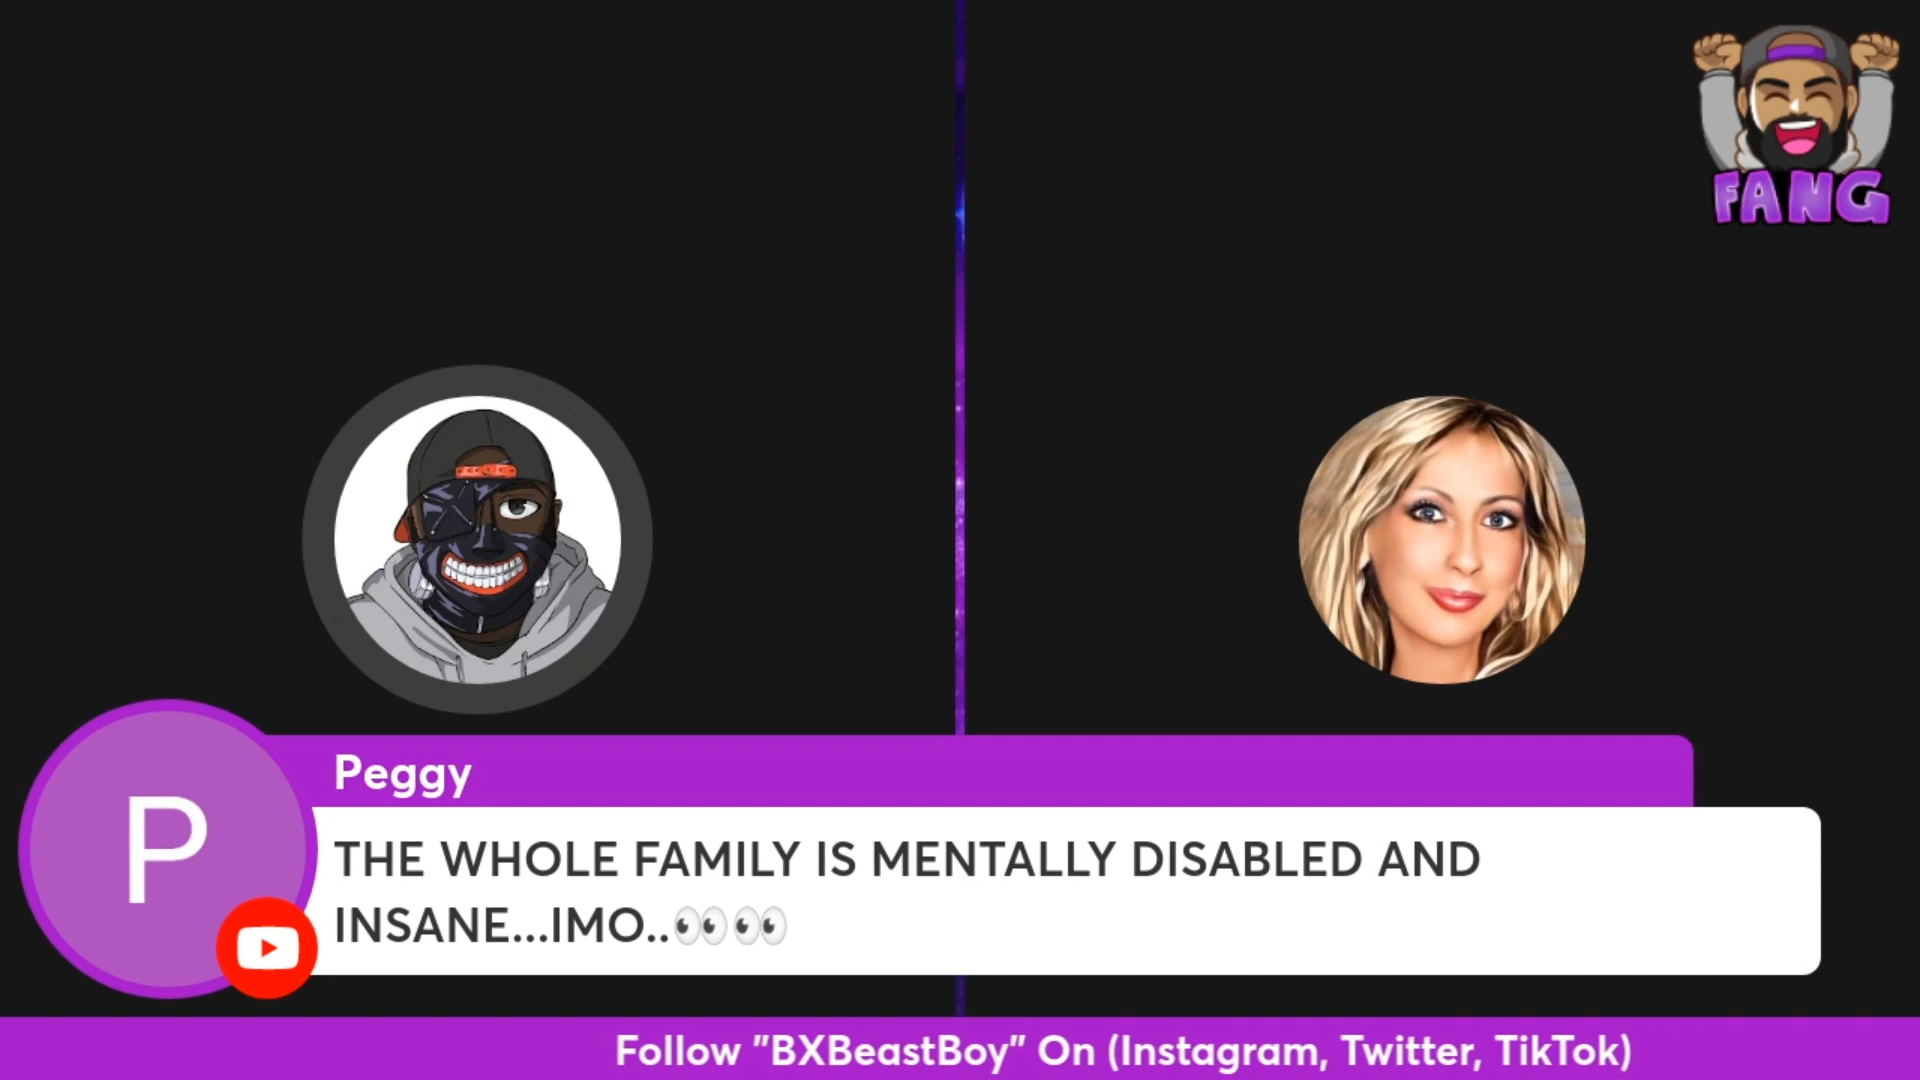 FANG
P
Peggy
THE WHOLE FAMILY IS MENTALLY DISABLED AND
INSANE...IMO..👀👀
Follow "BXBeastBoy" On (Instagram, Twitter, TikTok)